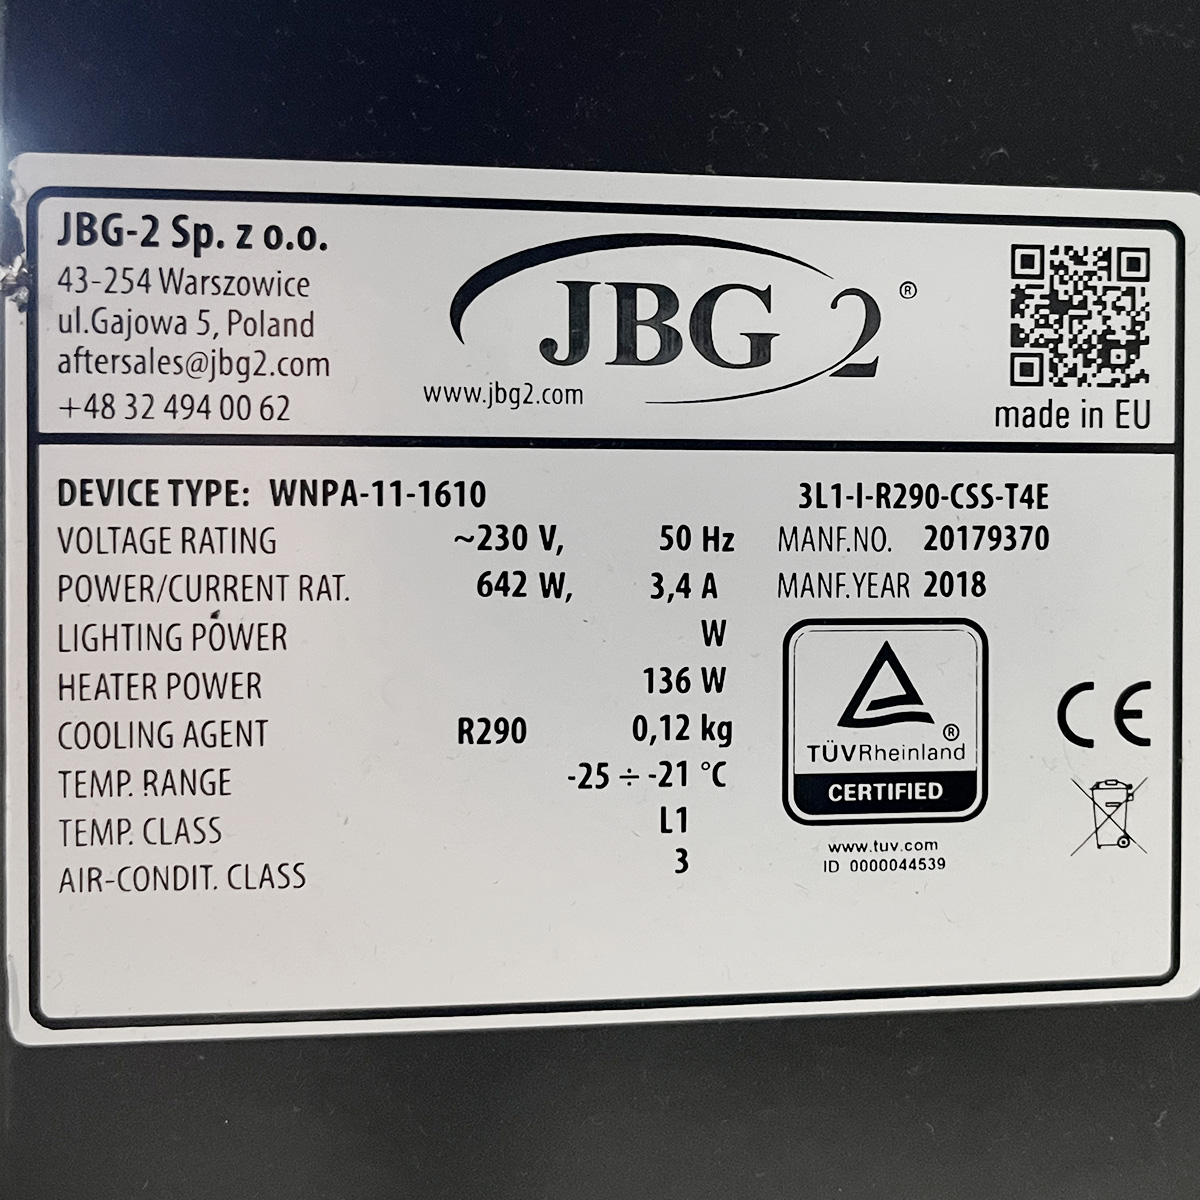 JBG-2 Sp. z o.o.
43-254 Warszowice
ul.Gajowa 5, Poland
aftersales@jbg2.com
+48 32 494 00 62
JBG 2 ®
www.jbg2.com
made in EU
DEVICE TYPE: WNPA-11-1610 3L1-I-R290-CSS-T4E
VOLTAGE RATING ~230 V, 50 Hz MANF.NO. 20179370
POWER/CURRENT RAT. 642 W, 3,4 A MANF.YEAR 2018
LIGHTING POWER W
HEATER POWER 136 W
COOLING AGENT R290 0,12 kg
TEMP. RANGE -25 ÷ -21 °C
TEMP. CLASS L1
AIR-CONDIT. CLASS 3
®
TÜVRheinland
CERTIFIED
www.tuv.com
ID 0000044539
CE